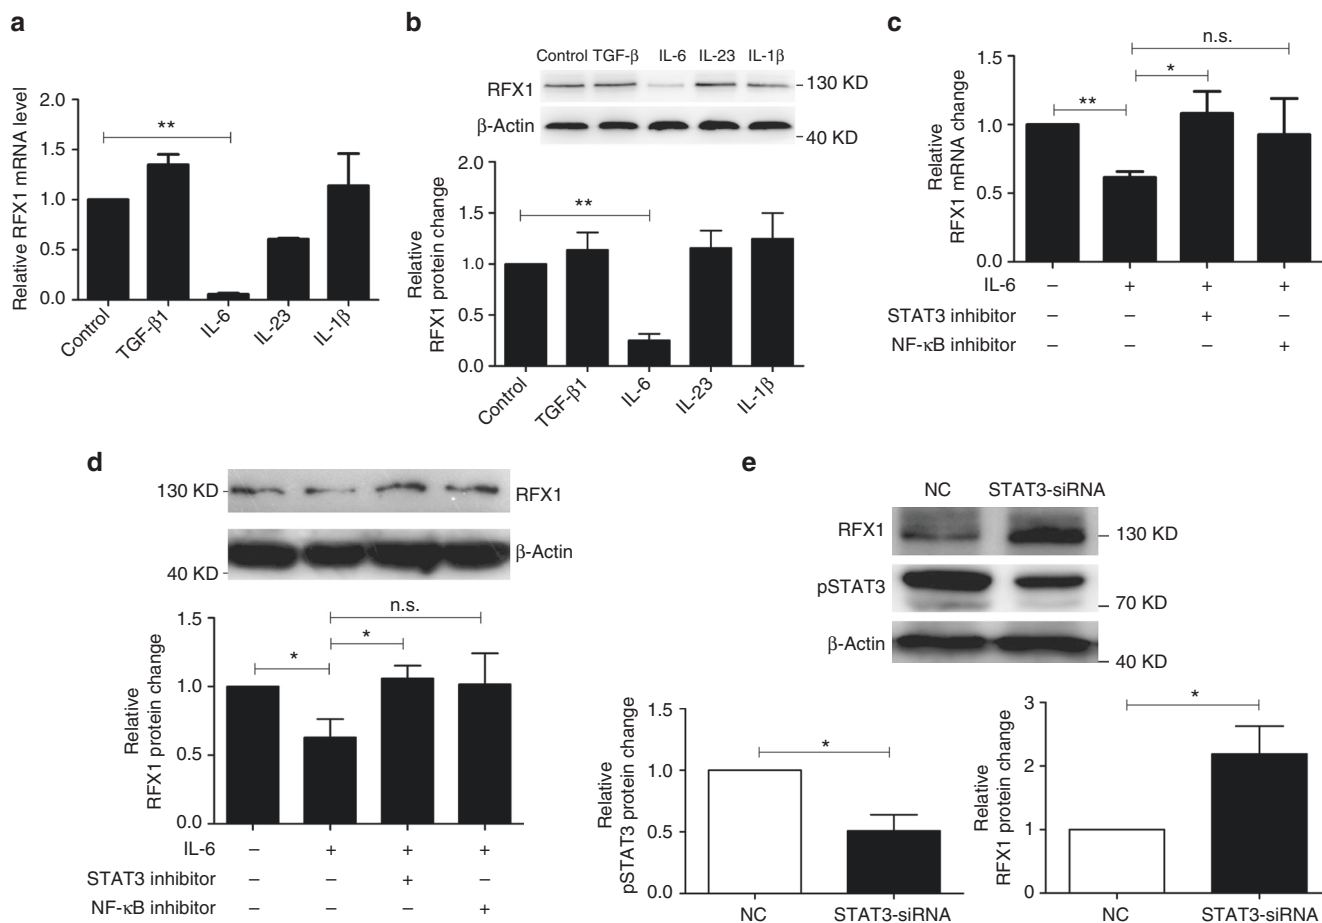 a
Relative RFX1 mRNA level
2.0
1.5
1.0
0.5
0.0
**
Control
TGF-β1
IL-6
IL-23
IL-1β
b
Control TGF-β IL-6 IL-23 IL-1β
RFX1
130 KD
β-Actin
40 KD
Relative
RFX1 protein change
2.0
1.5
1.0
0.5
0.0
**
Control
TGF-β1
IL-6
IL-23
IL-1β
c
Relative
RFX1 mRNA change
1.5
1.0
0.5
0.0
n.s.
*
**
IL-6 – + + +
STAT3 inhibitor – – + –
NF-κB inhibitor – – – +
d
130 KD
RFX1
β-Actin
40 KD
Relative
RFX1 protein change
1.5
1.0
0.5
0.0
n.s.
*
*
IL-6 – + + +
STAT3 inhibitor – – + –
NF-κB inhibitor – – – +
e
NC STAT3-siRNA
RFX1
130 KD
pSTAT3
70 KD
β-Actin
40 KD
Relative
pSTAT3 protein change
1.5
1.0
0.5
0.0
*
NC STAT3-siRNA
Relative
RFX1 protein change
3
2
1
0
*
NC STAT3-siRNA